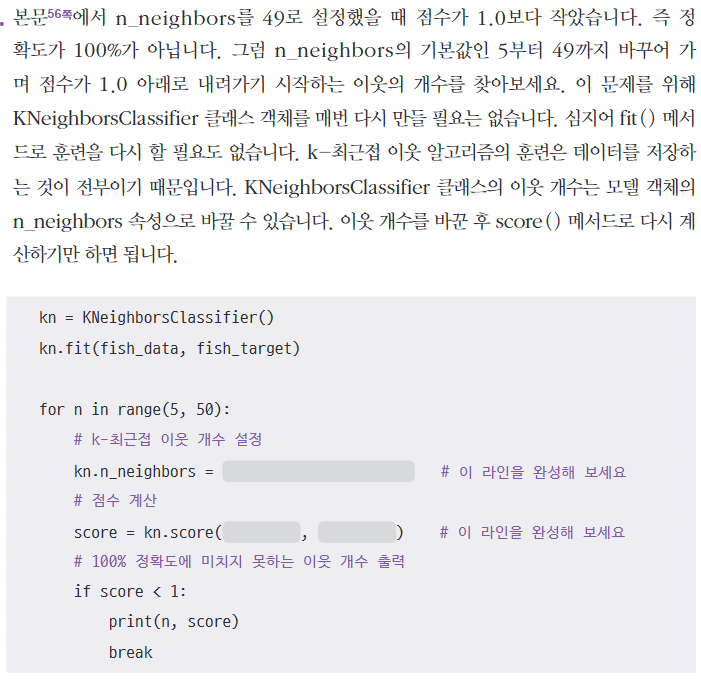 본문56쪽에서 n_neighbors를 49로 설정했을 때 점수가 1.0보다 작았습니다. 즉 정
확도가 100%가 아닙니다. 그럼 n_neighbors의 기본값인 5부터 49까지 바꾸어 가
며 점수가 1.0 아래로 내려가기 시작하는 이웃의 개수를 찾아보세요. 이 문제를 위해
KNeighborsClassifier 클래스 객체를 매번 다시 만들 필요는 없습니다. 심지어 fit() 메서
드로 훈련을 다시 할 필요도 없습니다. k-최근접 이웃 알고리즘의 훈련은 데이터를 저장하
는 것이 전부이기 때문입니다. KNeighborsClassifier 클래스의 이웃 개수는 모델 객체의
n_neighbors 속성으로 바꿀 수 있습니다. 이웃 개수를 바꾼 후 score() 메서드로 다시 계
산하기만 하면 됩니다.
kn = KNeighborsClassifier()
kn.fit(fish_data, fish_target)
for n in range(5, 50):
# k-최근접 이웃 개수 설정
kn.n_neighbors = # 이 라인을 완성해 보세요
# 점수 계산
score = kn.score( , ) # 이 라인을 완성해 보세요
# 100% 정확도에 미치지 못하는 이웃 개수 출력
if score < 1:
print(n, score)
break